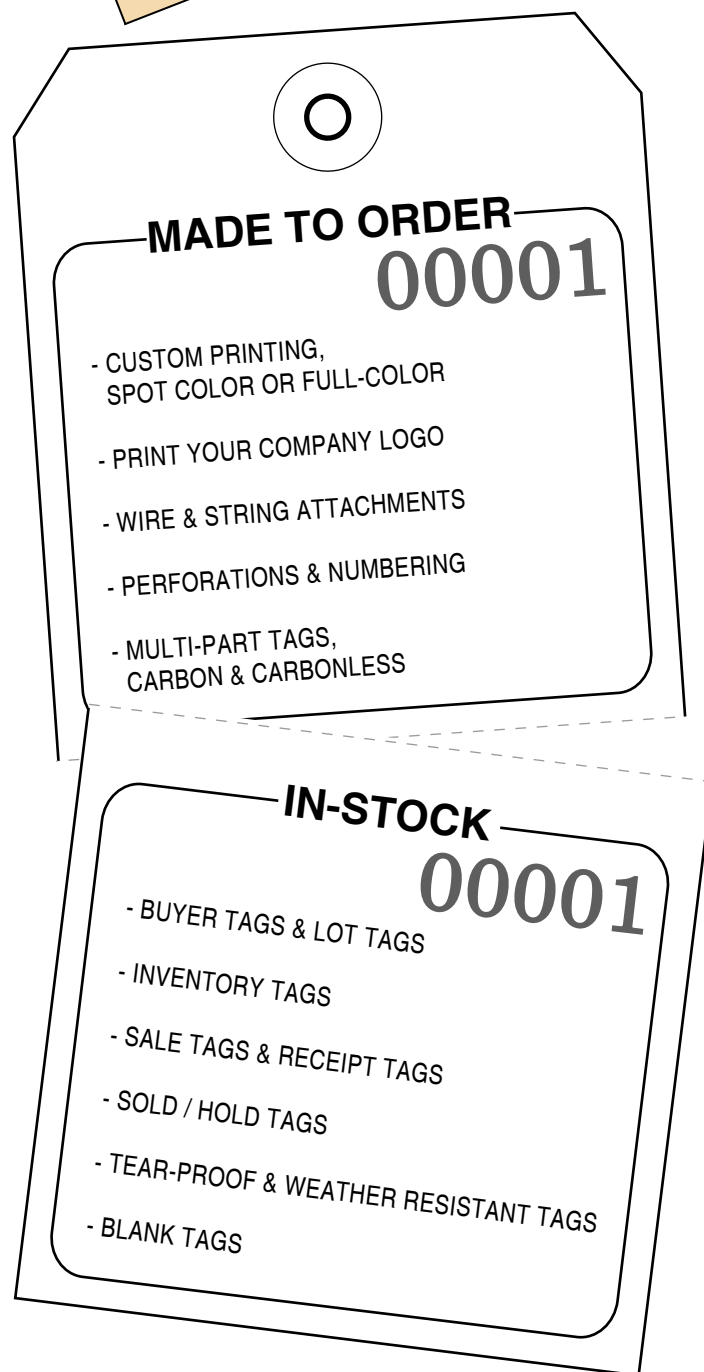 MADE TO ORDER
00001
- CUSTOM PRINTING,
SPOT COLOR OR FULL-COLOR
- PRINT YOUR COMPANY LOGO
- WIRE & STRING ATTACHMENTS
- PERFORATIONS & NUMBERING
- MULTI-PART TAGS,
CARBON & CARBONLESS
IN-STOCK
00001
- BUYER TAGS & LOT TAGS
- INVENTORY TAGS
- SALE TAGS & RECEIPT TAGS
- SOLD / HOLD TAGS
- TEAR-PROOF & WEATHER RESISTANT TAGS
- BLANK TAGS